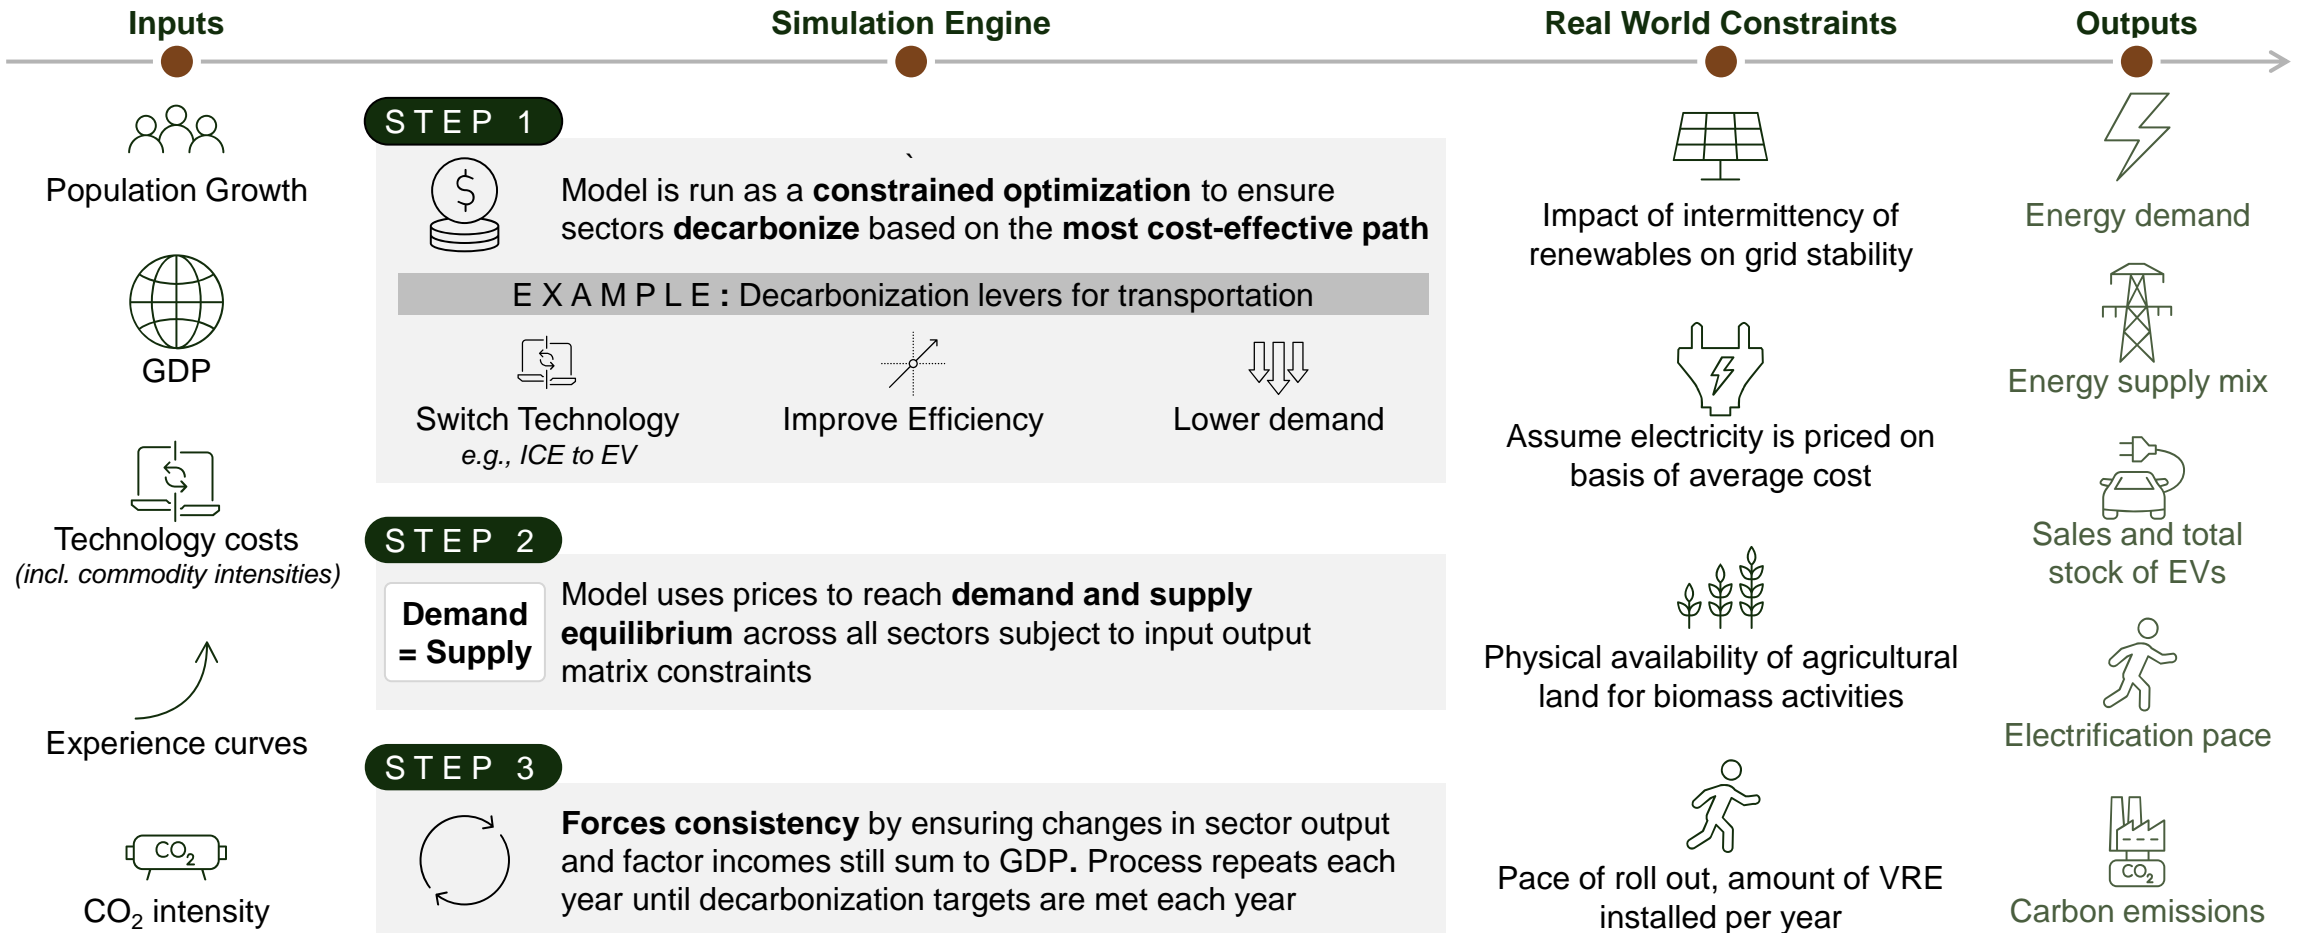 Inputs
Simulation Engine
Real World Constraints
Outputs
Population Growth
GDP
Technology costs
(incl. commodity intensities)
Experience curves
CO2
CO2 intensity
STEP 1
`
$
Model is run as a constrained optimization to ensure
sectors decarbonize based on the most cost-effective path
EXAMPLE: Decarbonization levers for transportation
Switch Technology
e.g., ICE to EV
Improve Efficiency
Lower demand
STEP 2
Demand
= Supply
Model uses prices to reach demand and supply
equilibrium across all sectors subject to input output
matrix constraints
STEP 3
Forces consistency by ensuring changes in sector output
and factor incomes still sum to GDP. Process repeats each
year until decarbonization targets are met each year
Impact of intermittency of
renewables on grid stability
Assume electricity is priced on
basis of average cost
Physical availability of agricultural
land for biomass activities
Pace of roll out, amount of VRE
installed per year
Energy demand
Energy supply mix
Sales and total
stock of EVs
Electrification pace
CO2
Carbon emissions